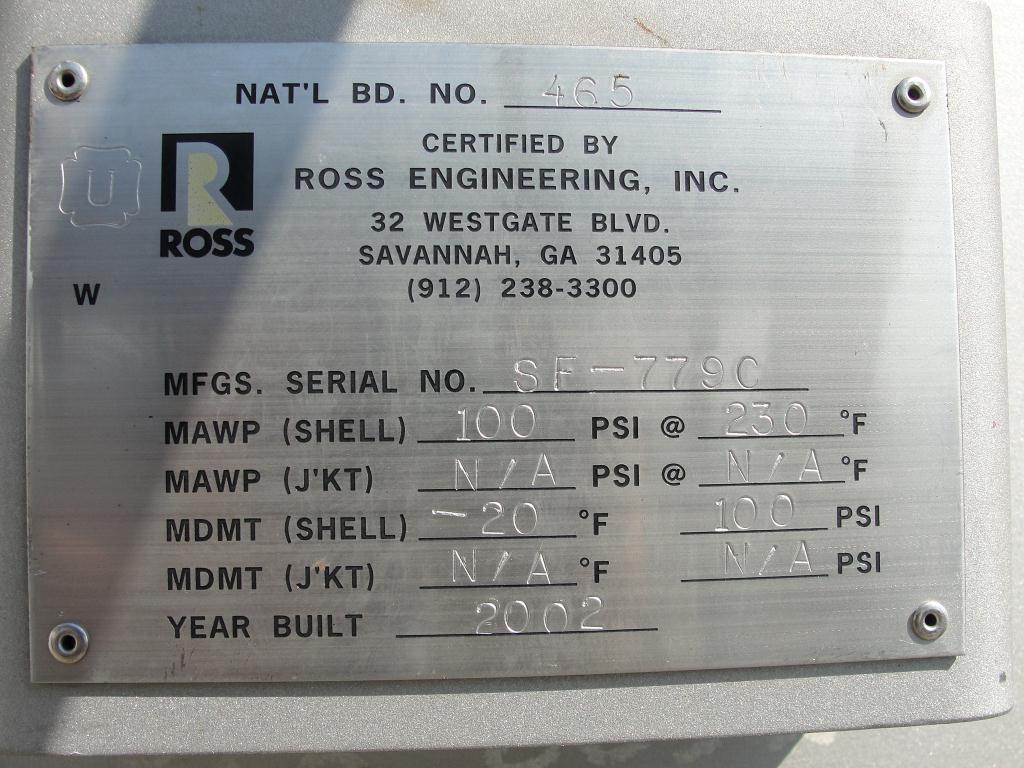 NAT'L BD. NO. 465
CERTIFIED BY
ROSS ENGINEERING, INC.
32 WESTGATE BLVD.
SAVANNAH, GA 31405
(912) 238-3300
U
R
ROSS
W
MFGS. SERIAL NO. SF-779C
MAWP (SHELL) 100 PSI @ 230 °F
MAWP (J'KT) N/A PSI @ N/A °F
MDMT (SHELL) -20 °F 100 PSI
MDMT (J'KT) N/A °F N/A PSI
YEAR BUILT 2002